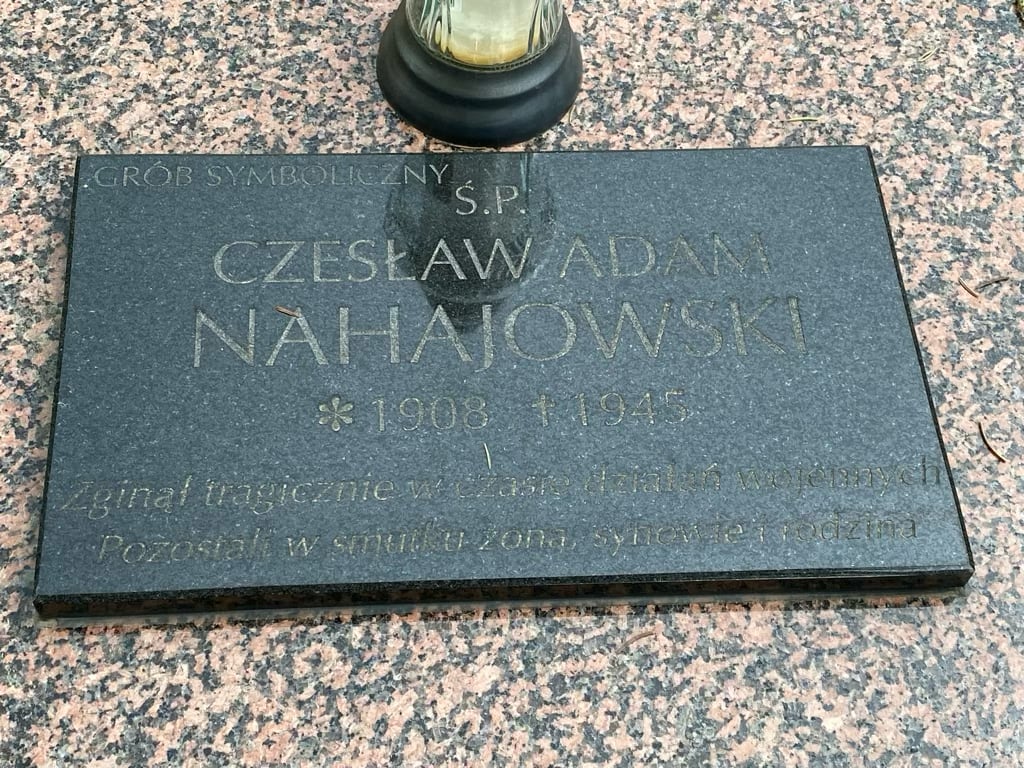 GRÓB SYMBOLICZNY
Ś.P.
CZESŁAW ADAM
NAHAJOWSKI
* 1908 † 1945
Zginął tragicznie w czasie działań wojennych
Pozostali w smutku żona, synowie i rodzina